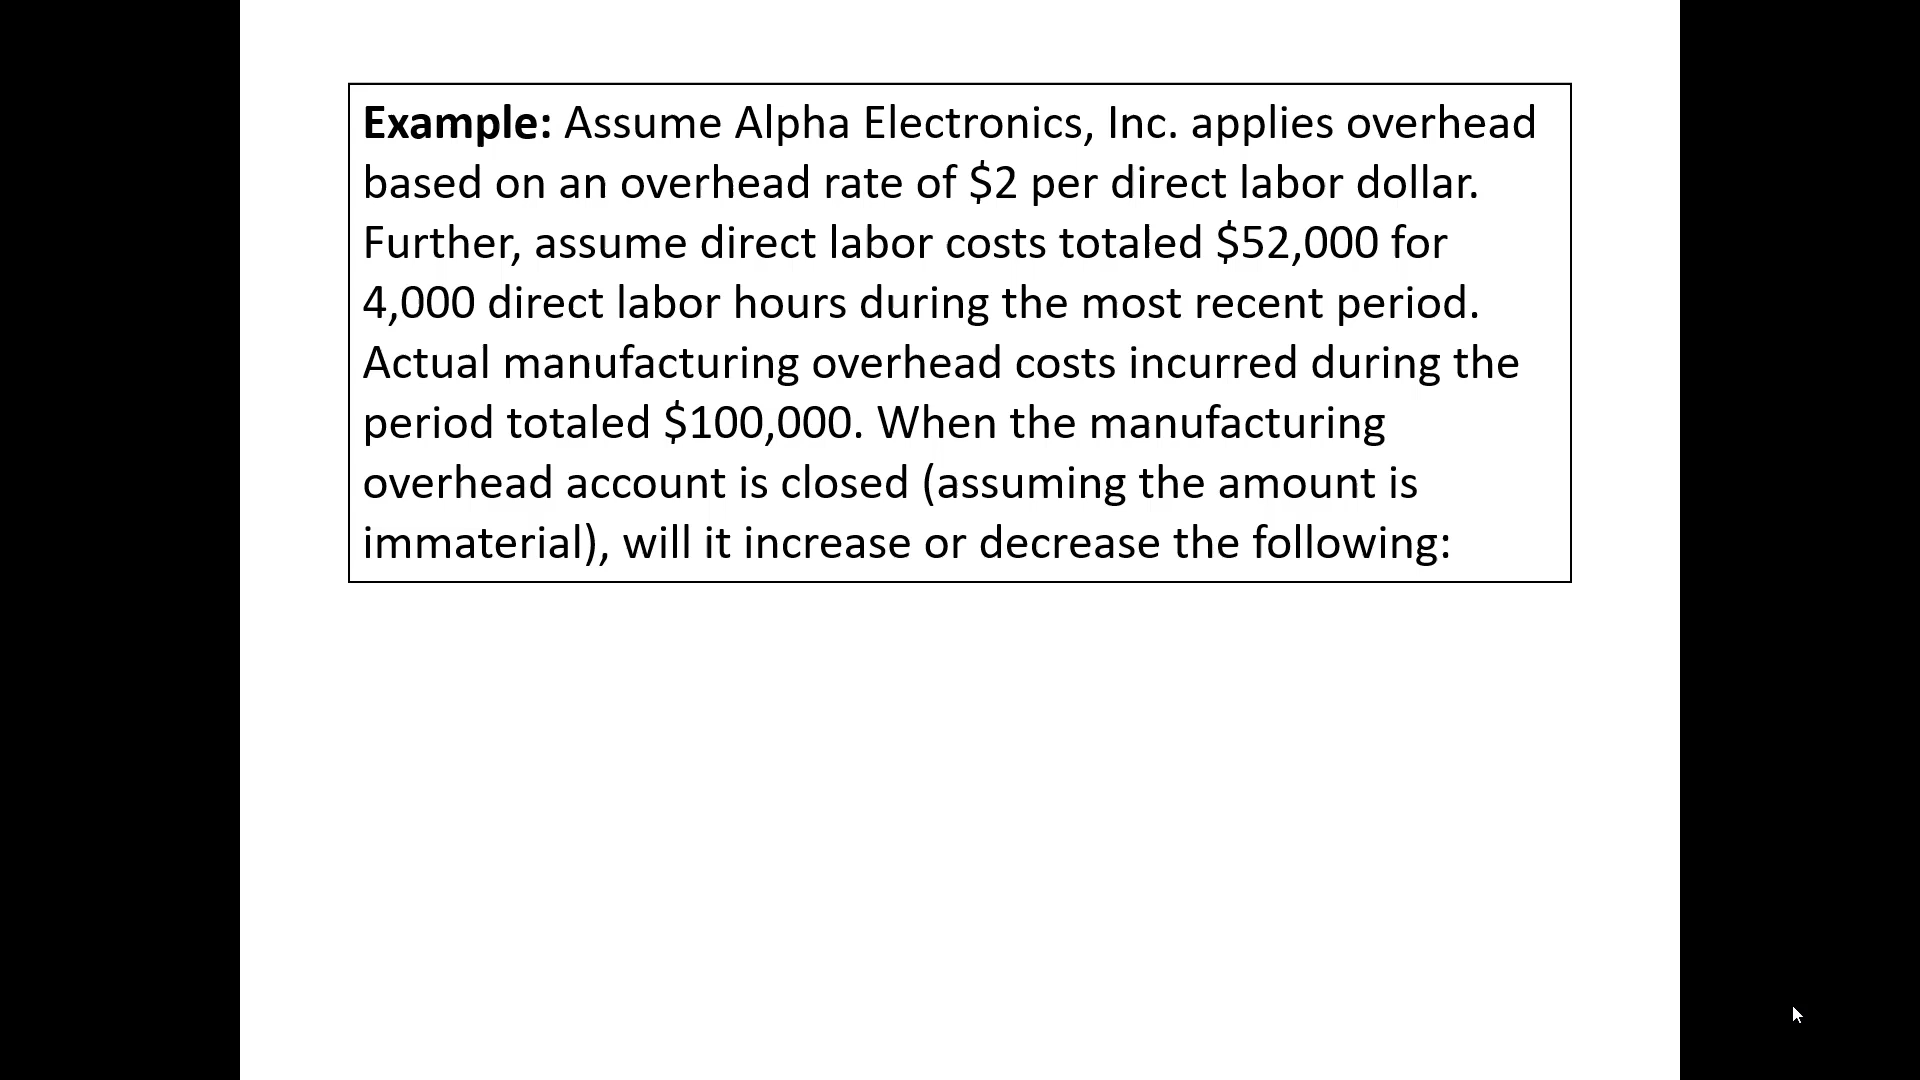 Example: Assume Alpha Electronics, Inc. applies overhead
based on an overhead rate of $2 per direct labor dollar.
Further, assume direct labor costs totaled $52,000 for
4,000 direct labor hours during the most recent period.
Actual manufacturing overhead costs incurred during the
period totaled $100,000. When the manufacturing
overhead account is closed (assuming the amount is
immaterial), will it increase or decrease the following: